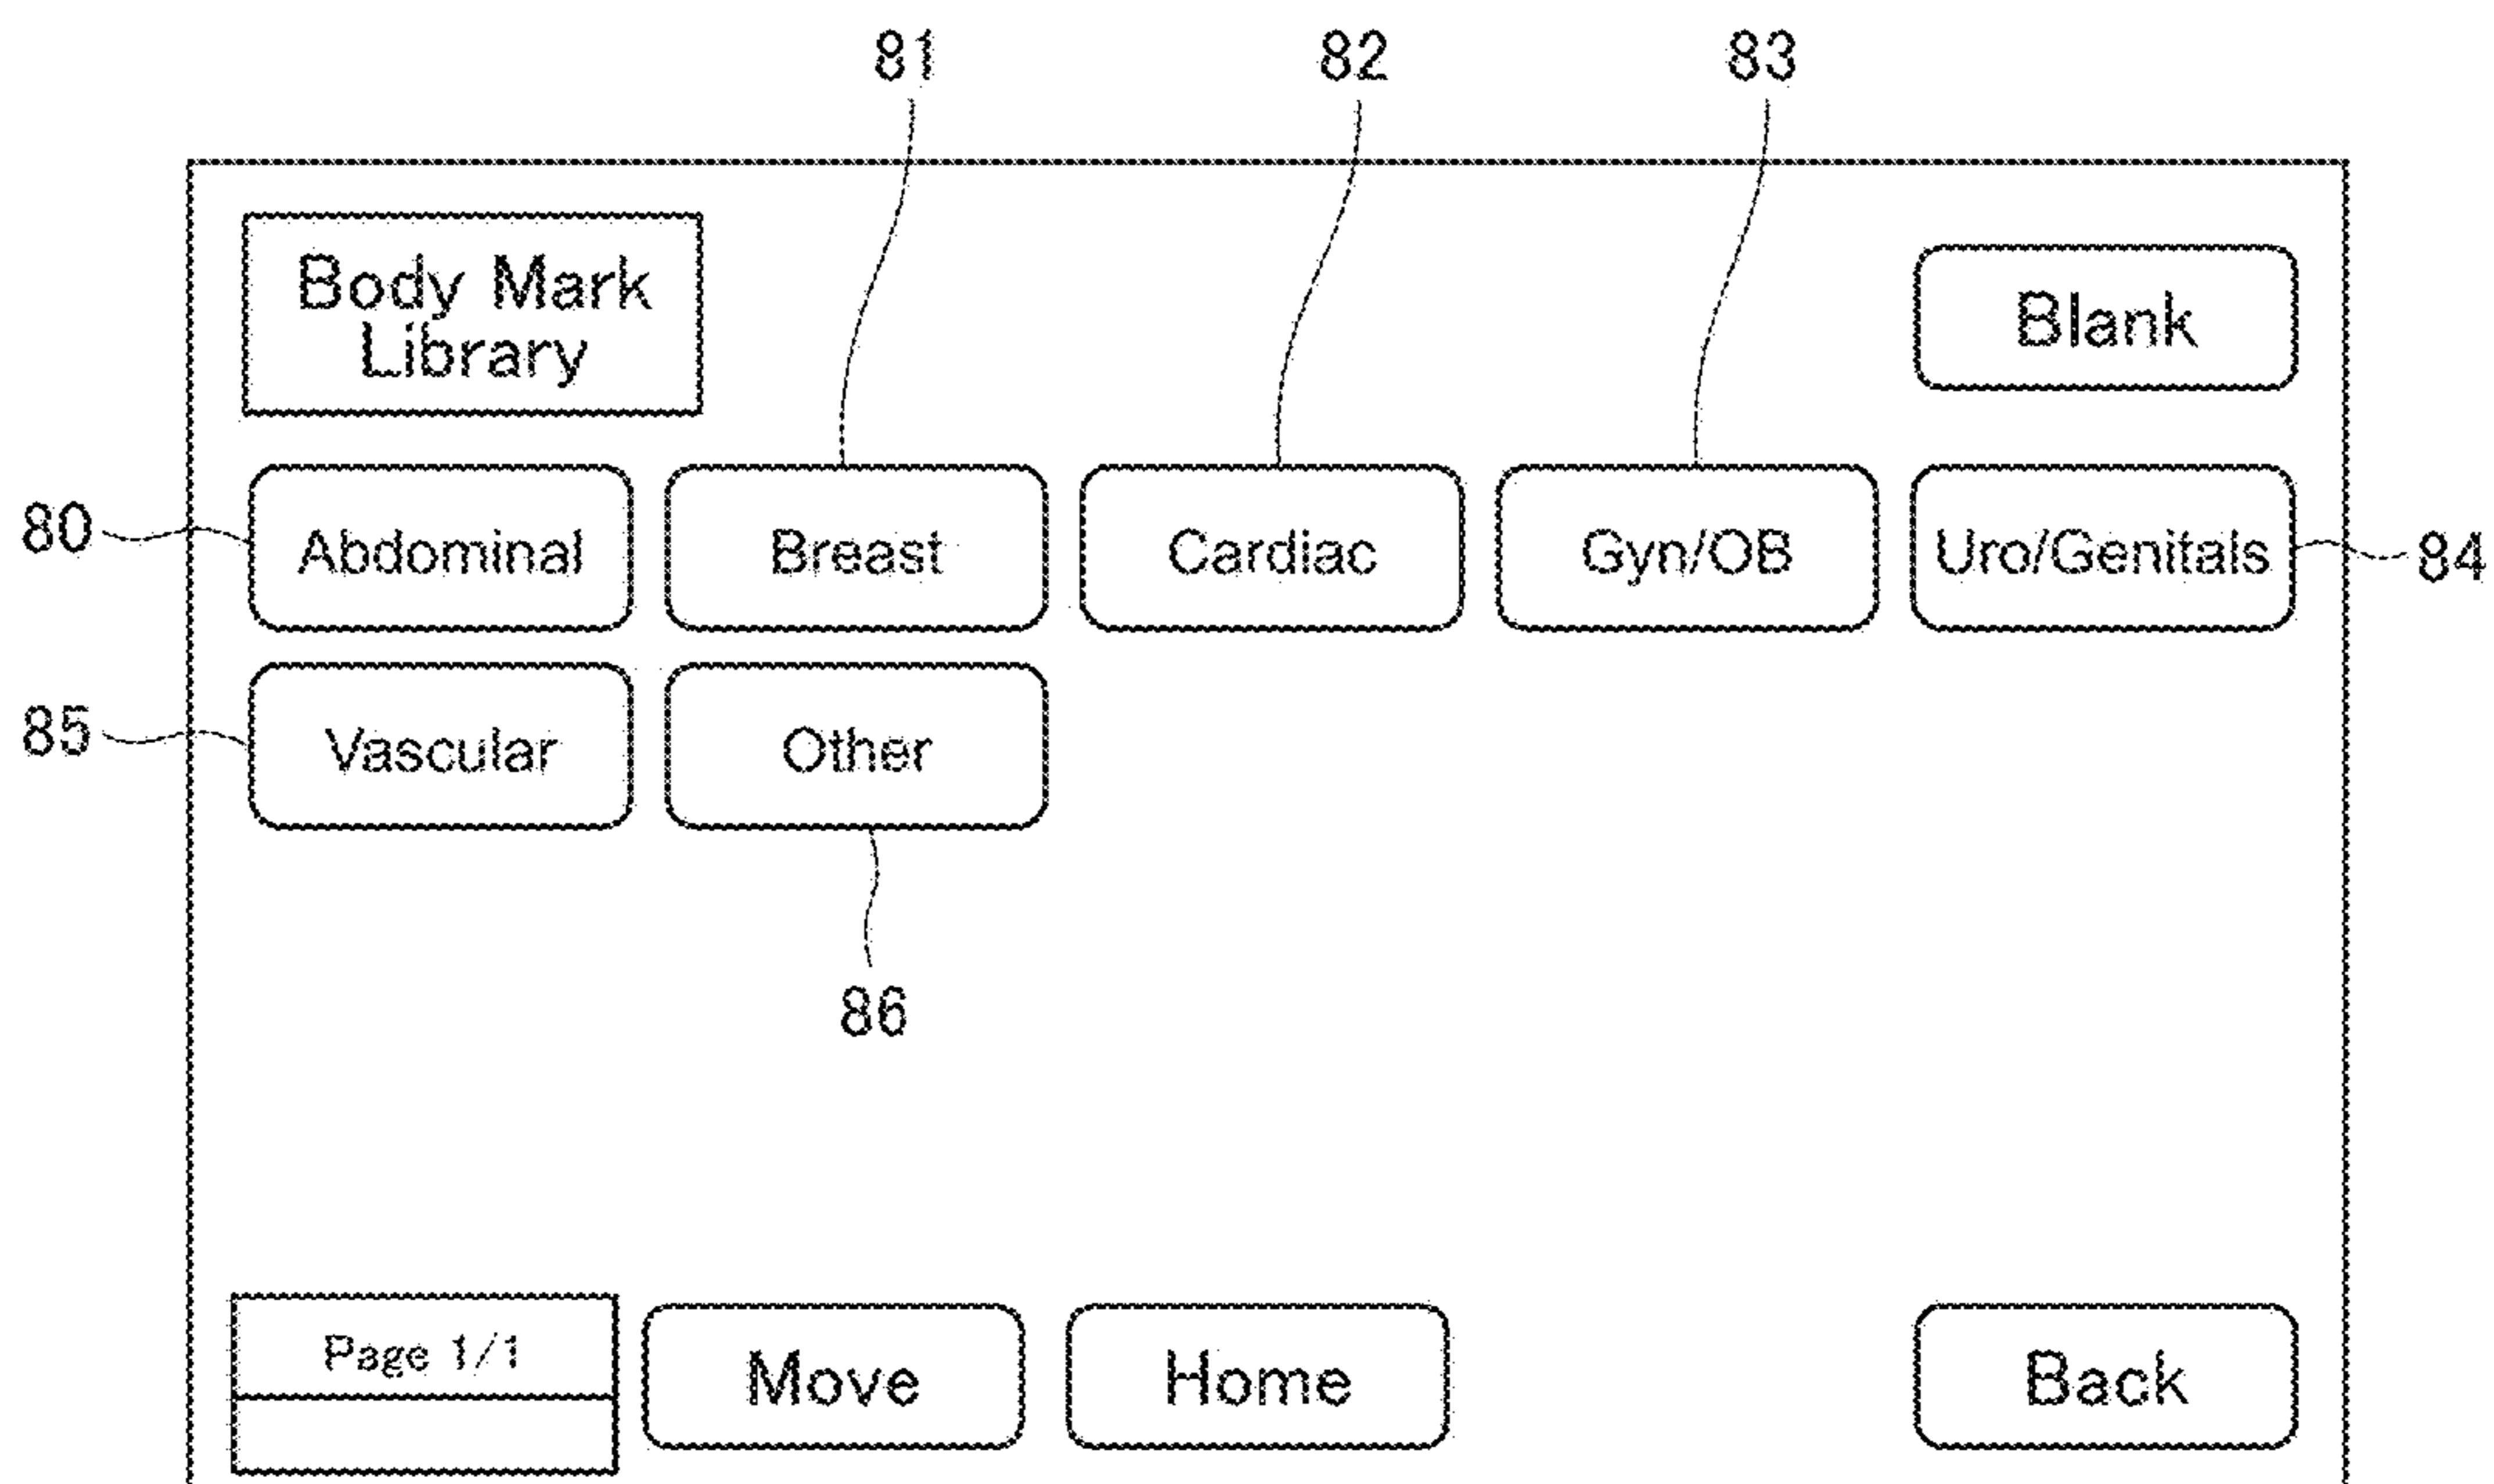 81 82 83
Body Mark
Library
Blank
80 Abdominal Breast Cardiac Gyn/OB Uro/Genitals 84
85 Vascular Other
86
Page 1/1
Move Home Back